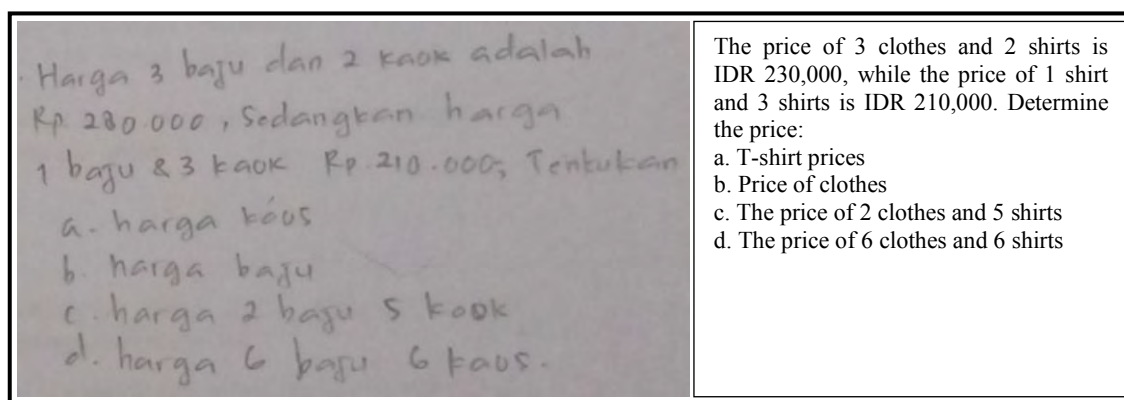 . Harga 3 baju dan 2 kaok adalah
Rp. 230.000, Sedangkan harga
1 baju & 3 kaok Rp. 210.000,- Tentukan
a. harga kaos
b. harga baju
c. harga 2 baju 5 kaok
d. harga 6 baju 6 kaos.
The price of 3 clothes and 2 shirts is
IDR 230,000, while the price of 1 shirt
and 3 shirts is IDR 210,000. Determine
the price:
a. T-shirt prices
b. Price of clothes
c. The price of 2 clothes and 5 shirts
d. The price of 6 clothes and 6 shirts